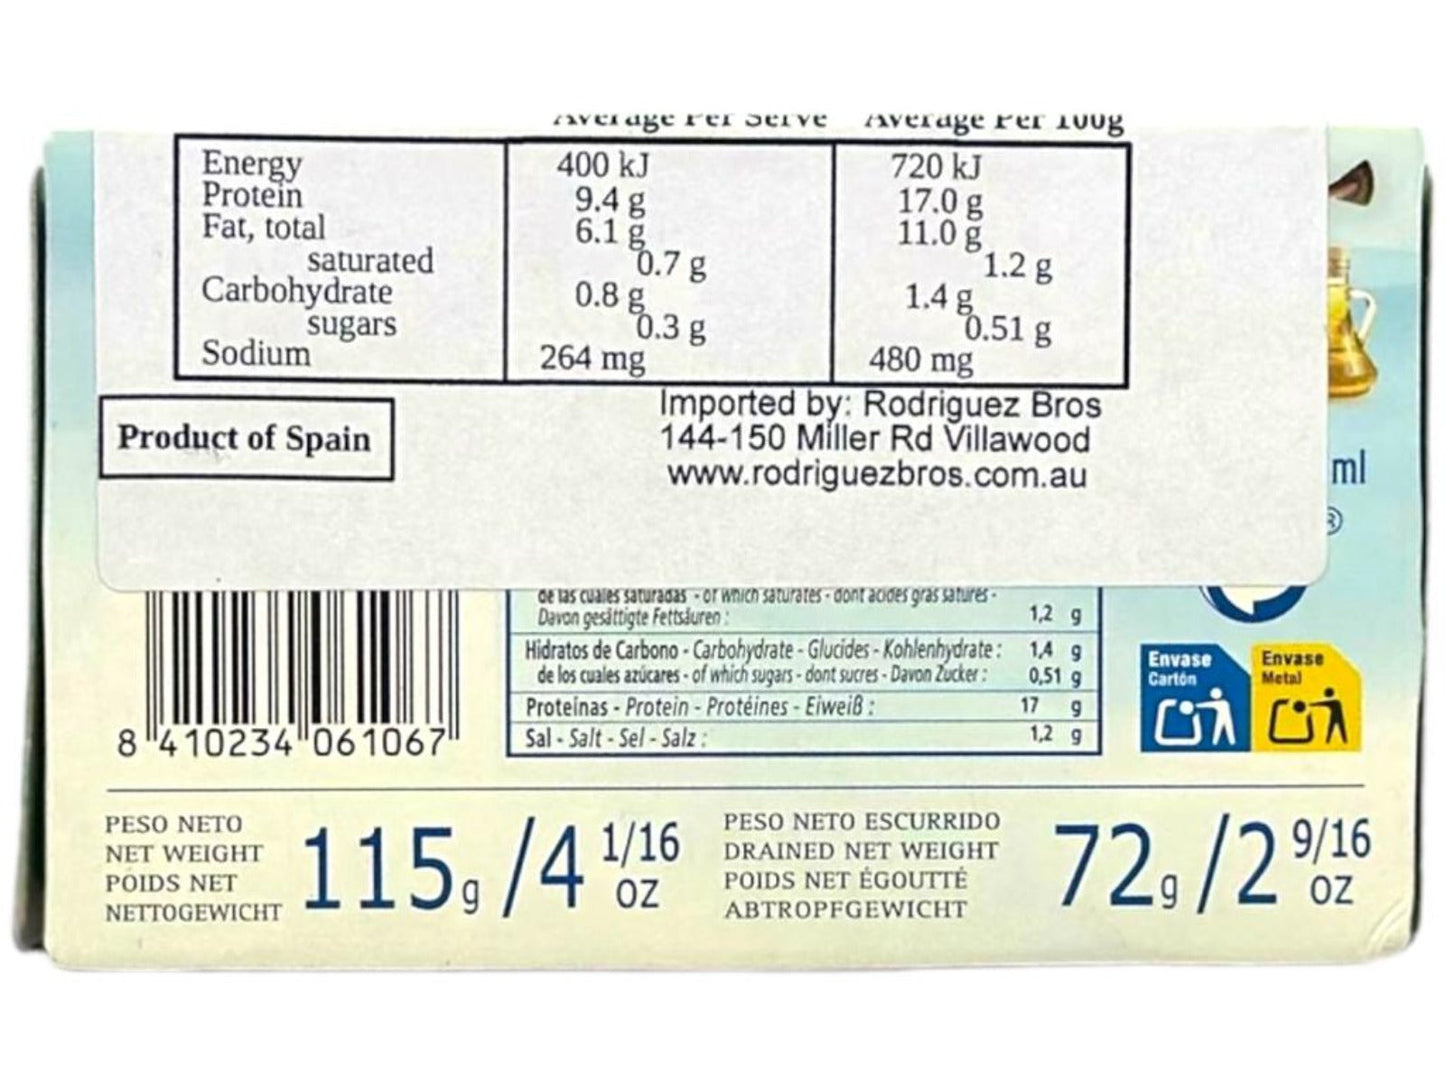 Average Per Serve Average Per 100g
Energy 400 kJ 720 kJ
Protein 9.4 g 17.0 g
Fat, total 6.1 g 11.0 g
saturated 0.7 g 1.2 g
Carbohydrate 0.8 g 1.4 g
sugars 0.3 g 0.51 g
Sodium 264 mg 480 mg
Product of Spain
Imported by: Rodriguez Bros
144-150 Miller Rd Villawood
www.rodriguezbros.com.au
ml
®
de las cuales saturadas - of which saturates - dont acides gras saturés -
Davon gesättigte Fettsäuren : 1,2 g
Hidratos de Carbono - Carbohydrate - Glucides - Kohlenhydrate : 1,4 g
de los cuales azúcares - of which sugars - dont sucres - Davon Zucker : 0,51 g
Proteínas - Protein - Protéines - Eiweiß : 17 g
Sal - Salt - Sel - Salz : 1,2 g
8 410234 061067
Envase
Cartón
Envase
Metal
PESO NETO
NET WEIGHT
POIDS NET
NETTOGEWICHT
115g /4 1/16 OZ
PESO NETO ESCURRIDO
DRAINED NET WEIGHT
POIDS NET ÉGOUTTÉ
ABTROPFGEWICHT
72g /2 9/16 OZ